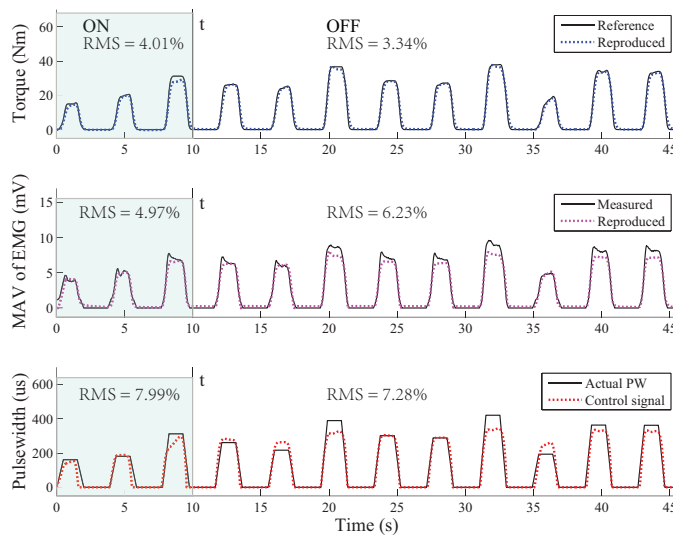 ON
t
OFF
RMS = 4.01%
RMS = 3.34%
Reference
Reproduced
Torque (Nm)
60
40
20
0
0 5 10 15 20 25 30 35 40 45
t
RMS = 4.97%
RMS = 6.23%
Measured
Reproduced
MAV of EMG (mV)
15
10
5
0
0 5 10 15 20 25 30 35 40 45
t
RMS = 7.99%
RMS = 7.28%
Actual PW
Control signal
Pulsewidth (us)
600
400
200
0
0 5 10 15 20 25 30 35 40 45
Time (s)